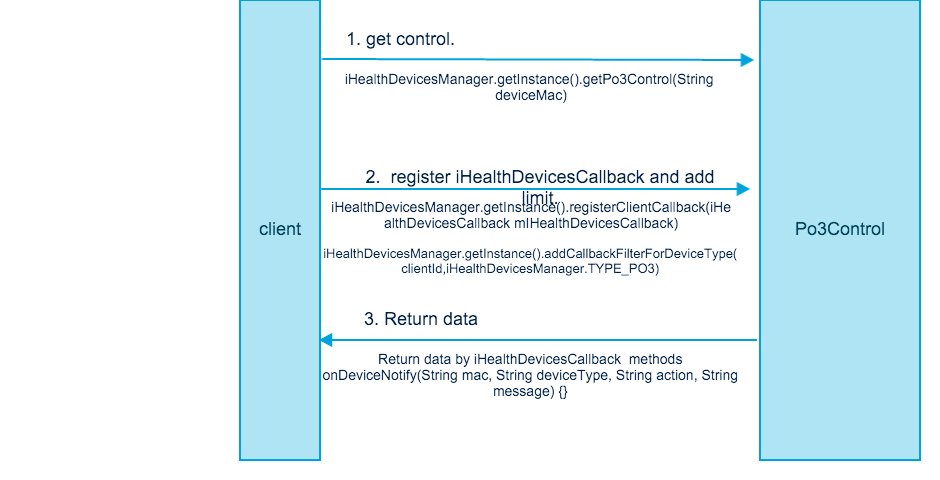 1. get control.
iHealthDevicesManager.getInstance().getPo3Control(String
deviceMac)
2.  register iHealthDevicesCallback and add
limit.
iHealthDevicesManager.getInstance().registerClientCallback(iHe
althDevicesCallback mIHealthDevicesCallback)
client
Po3Control
iHealthDevicesManager.getInstance().addCallbackFilterForDeviceType(
clientId,iHealthDevicesManager.TYPE_PO3)
3. Return data
Return data by iHealthDevicesCallback  methods
onDeviceNotify(String mac, String deviceType, String action, String
message) {}